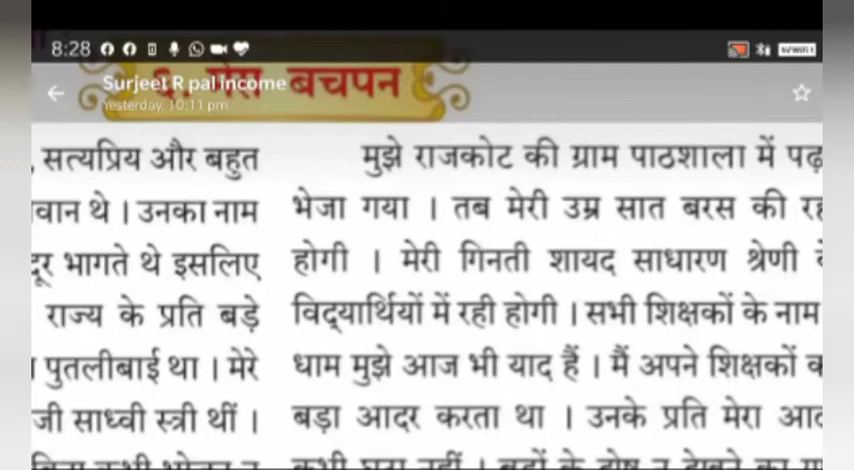 8:28
Surjeet R pal Income
Yesterday, 10:11 pm
बचपन
सत्यप्रिय और बहुत
वान थे । उनका नाम
दूर भागते थे इसलिए
राज्य के प्रति बड़े
पुतलीबाई था । मेरे
जी साध्वी स्त्री थीं ।
मुझे राजकोट की ग्राम पाठशाला में पढ़
भेजा गया । तब मेरी उम्र सात बरस की
होगी । मेरी गिनती शायद साधारण श्रेणी
विद्यार्थियों में रही होगी । सभी शिक्षकों के नाम
धाम मुझे आज भी याद हैं । मैं अपने शिक्षकों
बड़ा आदर करता था । उनके प्रति मेरा